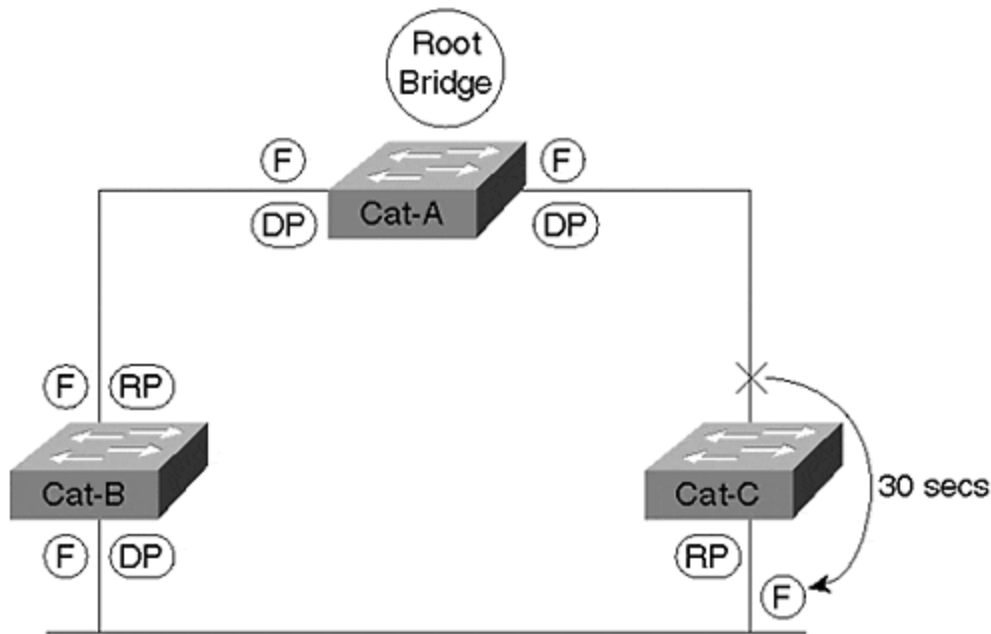 Root
Bridge
F
F
Cat-A
DP
DP
F
RP
Cat-B
Cat-C
30 secs
F
DP
RP
F